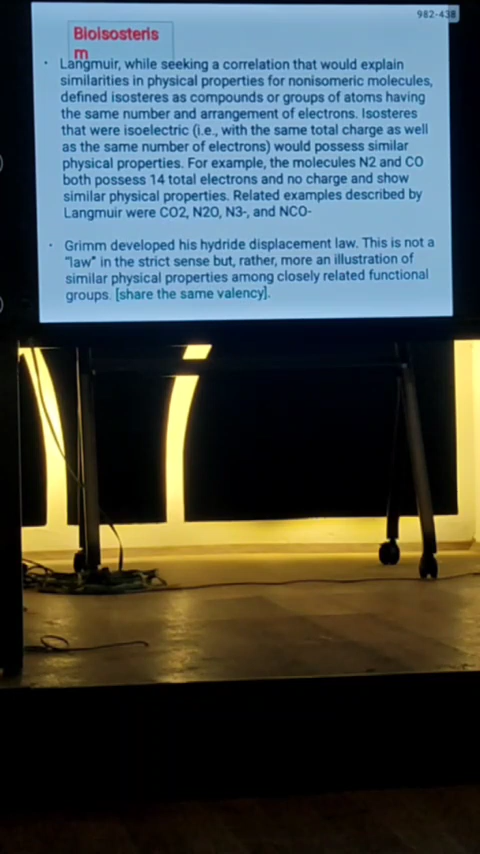 982-438
Bioisosteris
m
• Langmuir, while seeking a correlation that would explain
similarities in physical properties for nonisomeric molecules,
defined isosteres as compounds or groups of atoms having
the same number and arrangement of electrons. Isosteres
that were isoelectric (i.e., with the same total charge as well
as the same number of electrons) would possess similar
physical properties. For example, the molecules N2 and CO
both possess 14 total electrons and no charge and show
similar physical properties. Related examples described by
Langmuir were CO2, N2O, N3-, and NCO-
• Grimm developed his hydride displacement law. This is not a
"law" in the strict sense but, rather, more an illustration of
similar physical properties among closely related functional
groups. [share the same valency].